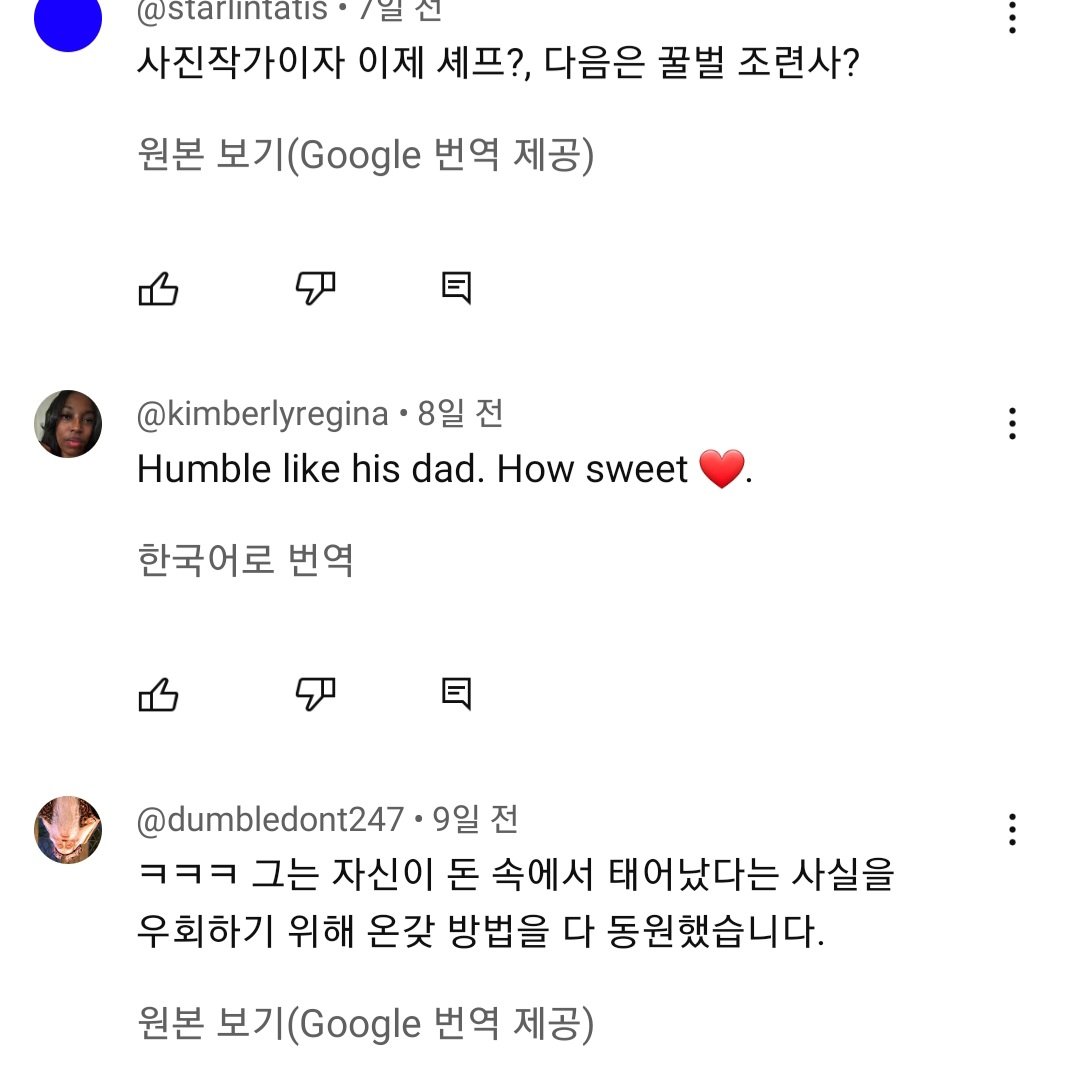 @starlintatis • 7일 전
사진작가이자 이제 셰프?, 다음은 꿀벌 조련사?
원본 보기(Google 번역 제공)
@kimberlyregina • 8일 전
Humble like his dad. How sweet ❤️.
한국어로 번역
@dumbledont247 • 9일 전
ㅋㅋㅋ 그는 자신이 돈 속에서 태어났다는 사실을
우회하기 위해 온갖 방법을 다 동원했습니다.
원본 보기(Google 번역 제공)